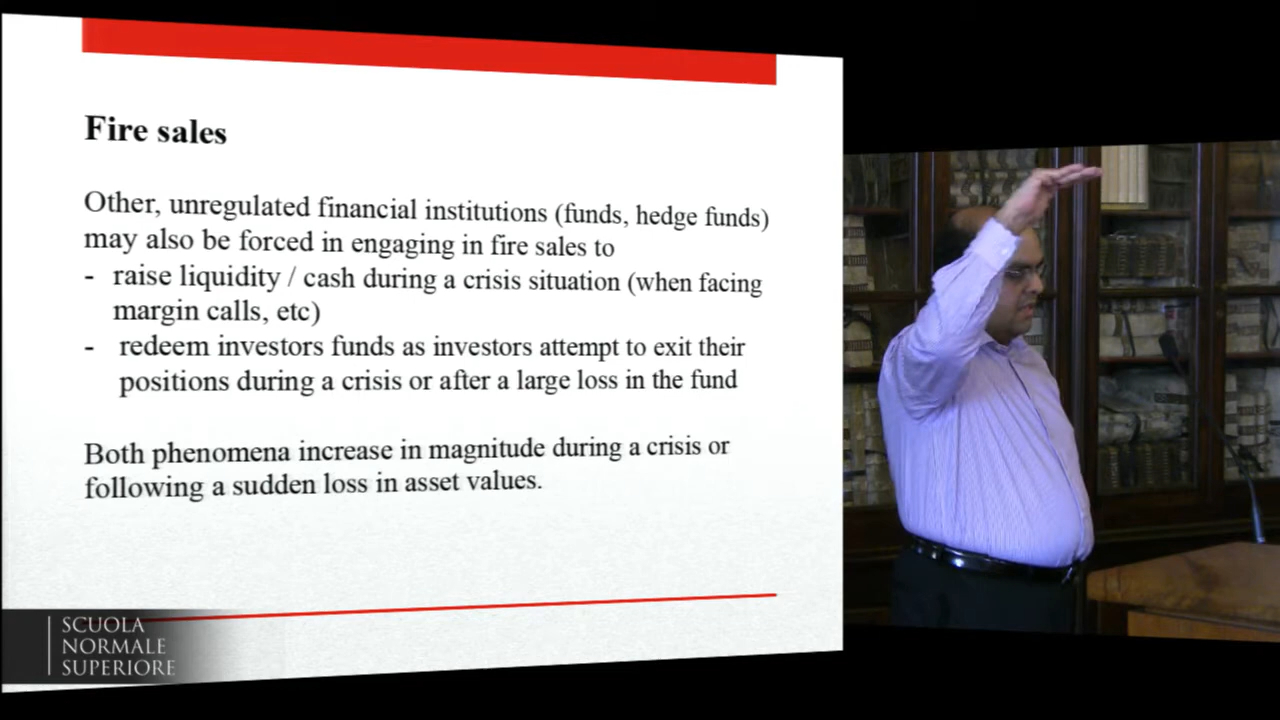 Fire sales
Other, unregulated financial institutions (funds, hedge funds)
may also be forced in engaging in fire sales to
- raise liquidity / cash during a crisis situation (when facing
margin calls, etc)
- redeem investors funds as investors attempt to exit their
positions during a crisis or after a large loss in the fund
Both phenomena increase in magnitude during a crisis or
following a sudden loss in asset values.
SCUOLA
NORMALE
SUPERIORE